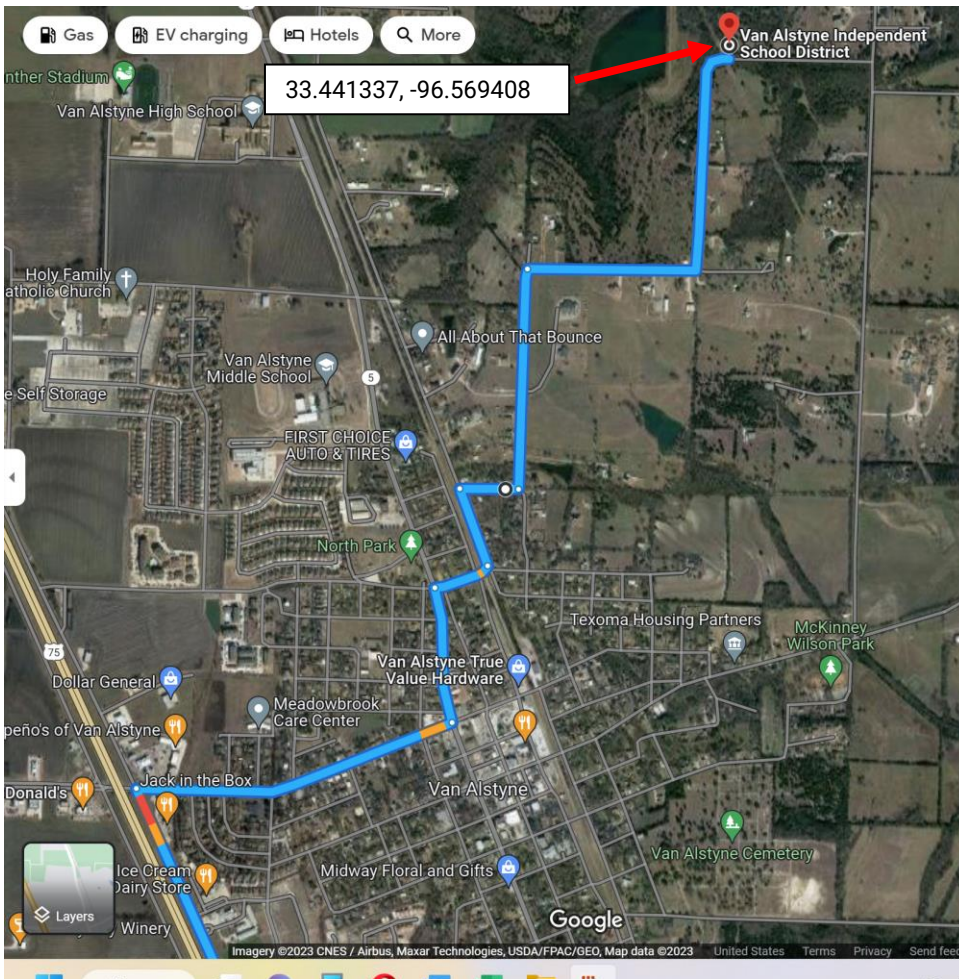 Gas
EV charging
Hotels
More
Van Alstyne Independent
School District
33.441337, -96.569408
nther Stadium
Van Alstyne High School
Holy Family
atholic Church
All About That Bounce
Van Alstyne
Middle School
5
e Self Storage
FIRST CHOICE
AUTO & TIRES
North Park
Texoma Housing Partners
McKinney
Wilson Park
75
Van Alstyne True
Value Hardware
Dollar General
Meadowbrook
Care Center
peño's of Van Alstyne
Jack in the Box
Donald's
Van Alstyne
Van Alstyne Cemetery
Ice Cream
Dairy Store
Midway Floral and Gifts
Layers
Winery
Google
Imagery ©2023 CNES / Airbus, Maxar Technologies, USDA/FPAC/GEO, Map data ©2023 United States Terms Privacy Send feed